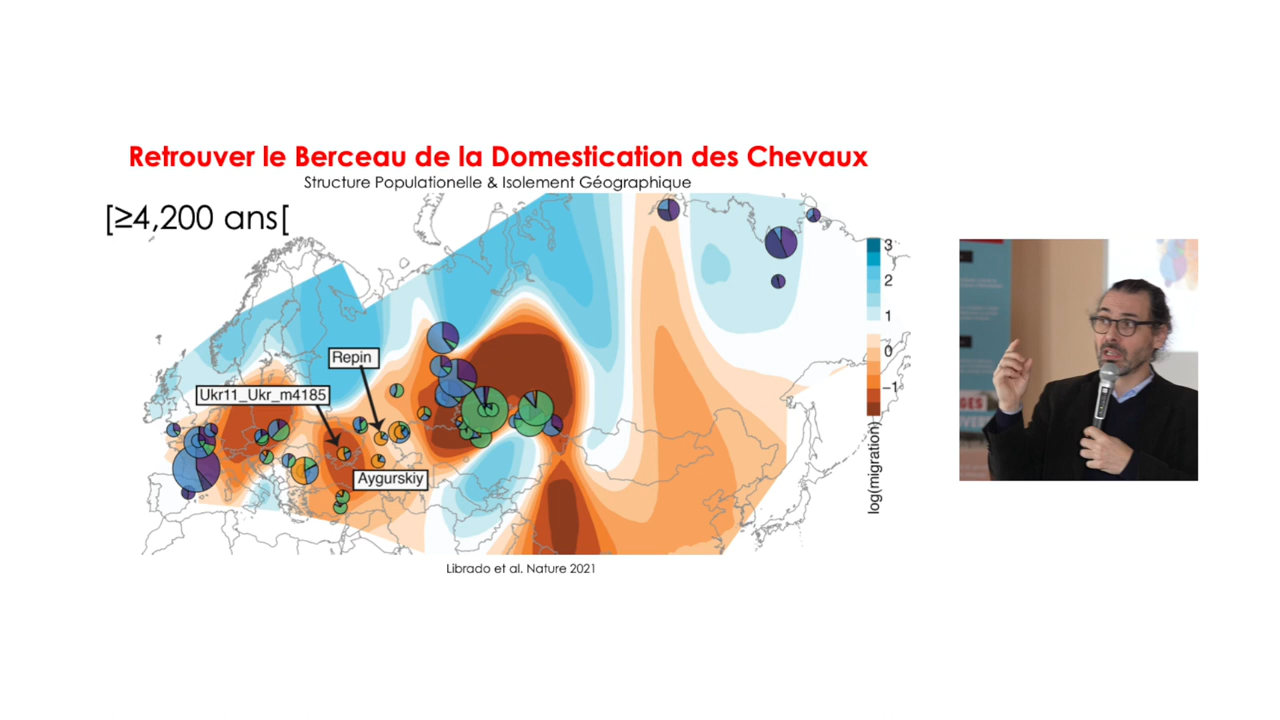 Retrouver le Berceau de la Domestication des Chevaux
Structure Populationelle & Isolement Géographique
[≥4,200 ans[
3
2
1
0
−1
log(migration)
Repin
Ukr11_Ukr_m4185
Aygurskiy
Librado et al. Nature 2021